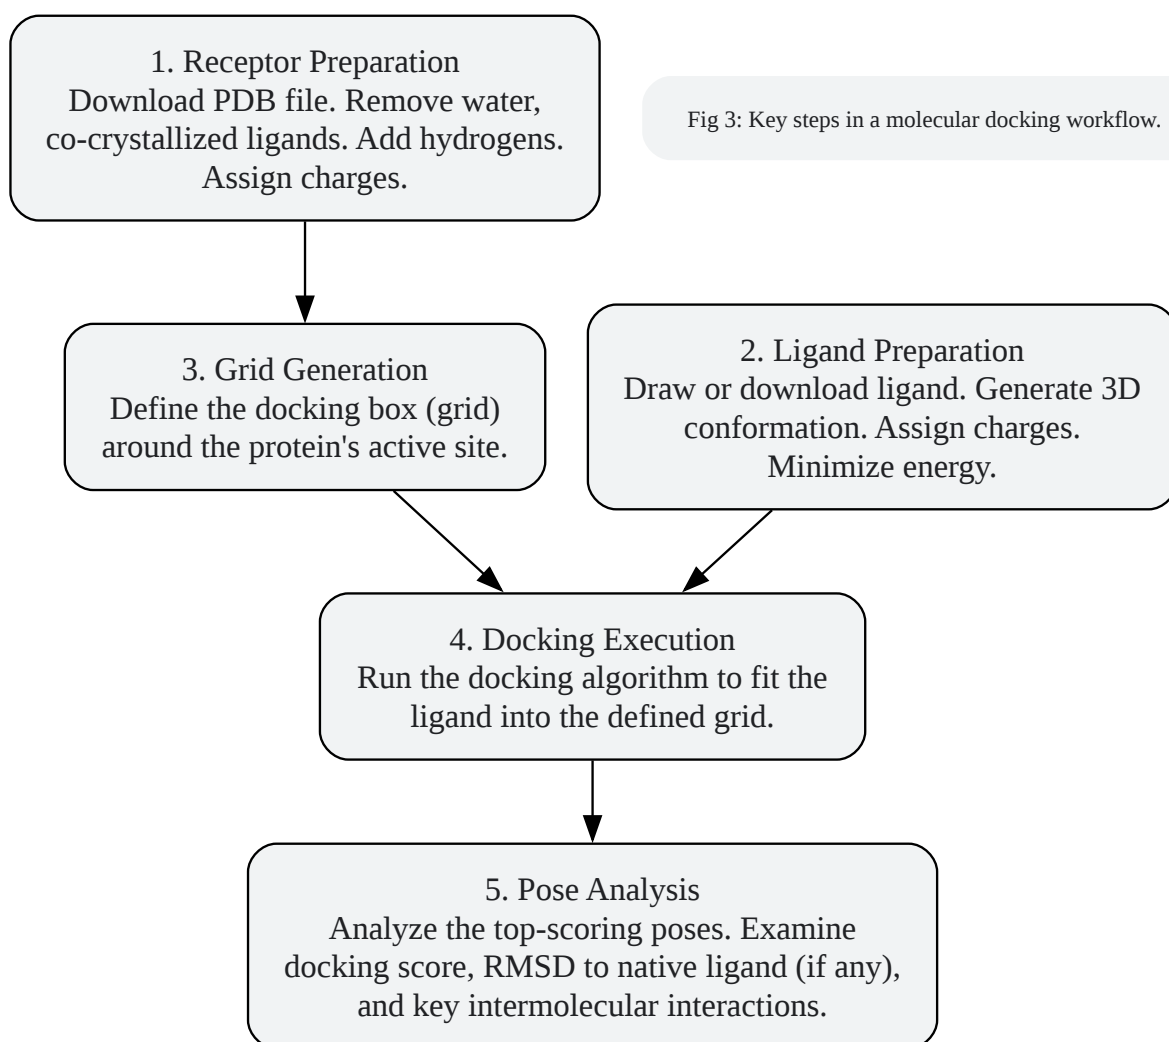 1. Receptor Preparation
Download PDB file. Remove water,
co-crystallized ligands. Add hydrogens.
Assign charges.
Fig 3: Key steps in a molecular docking workflow.
3. Grid Generation
Define the docking box (grid)
around the protein's active site.
2. Ligand Preparation
Draw or download ligand. Generate 3D
conformation. Assign charges.
Minimize energy.
4. Docking Execution
Run the docking algorithm to fit the
ligand into the defined grid.
5. Pose Analysis
Analyze the top-scoring poses. Examine
docking score, RMSD to native ligand (if any),
and key intermolecular interactions.